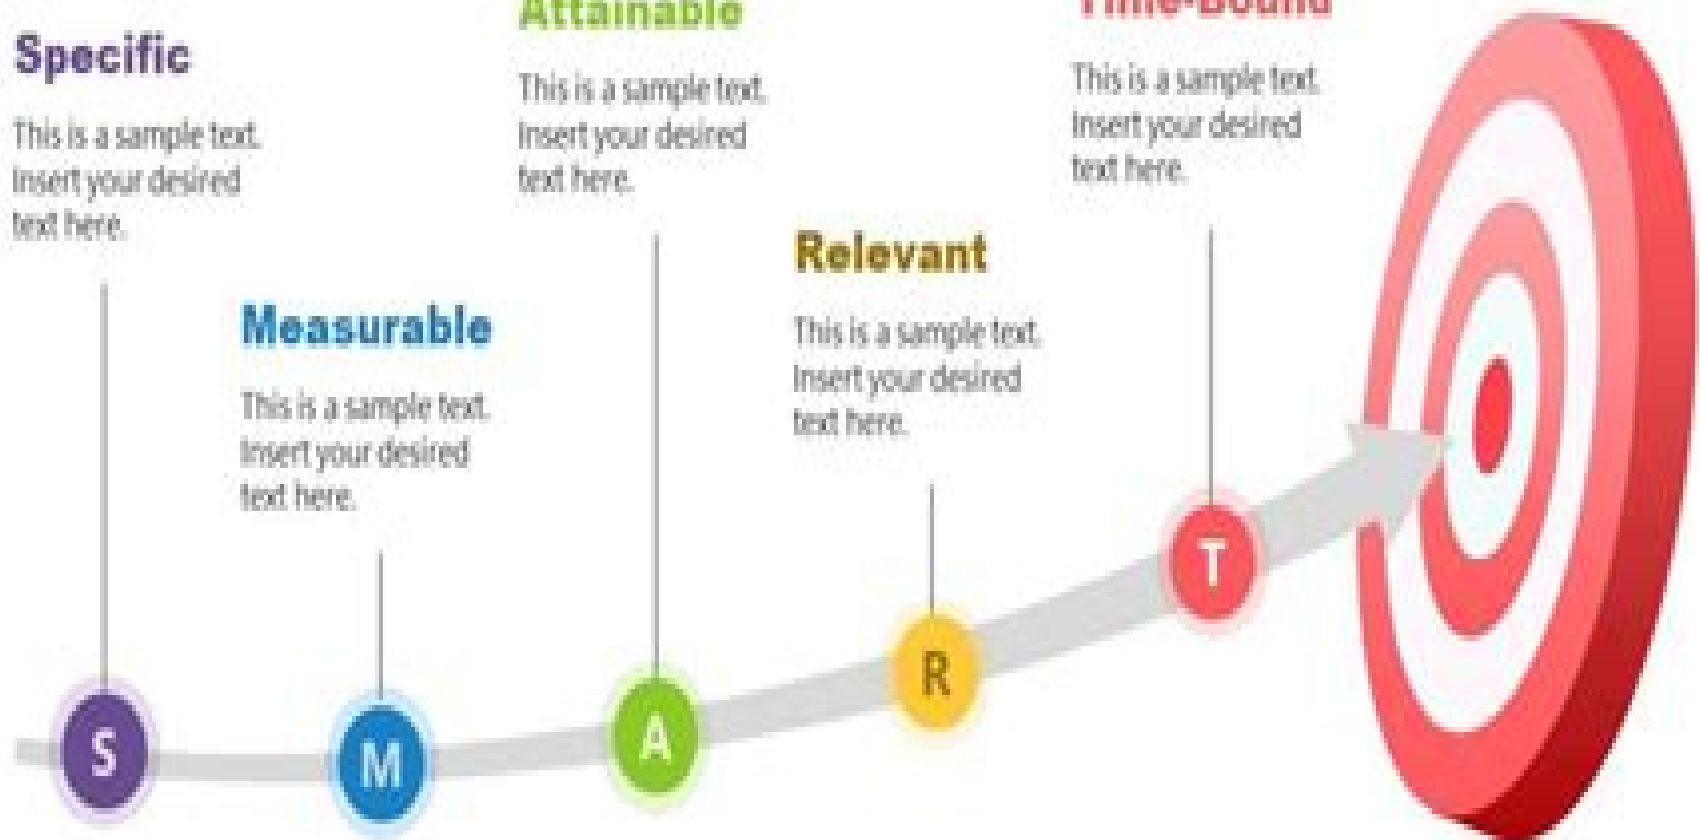 Specific
This is a sample text.
Insert your desired
text here.
Measurable
This is a sample text.
Insert your desired
text here.
Attainable
This is a sample text.
Insert your desired
text here.
Relevant
This is a sample text.
Insert your desired
text here.
Time-Bound
This is a sample text.
Insert your desired
text here.
S
M
A
R
T